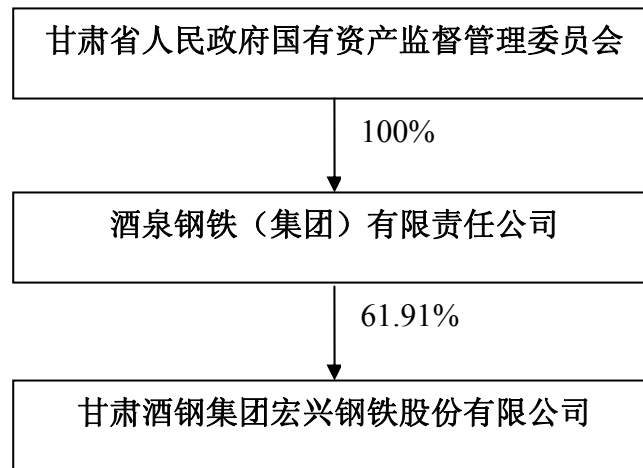 甘肃省人民政府国有资产监督管理委员会
100%
酒泉钢铁（集团）有限责任公司
61.91%
甘肃酒钢集团宏兴钢铁股份有限公司